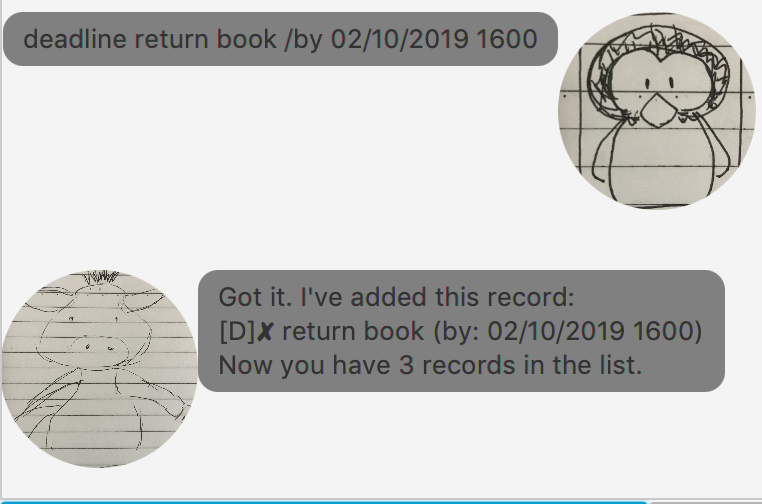 deadline return book /by 02/10/2019 1600
Got it. I've added this record:
[D]✘ return book (by: 02/10/2019 1600)
Now you have 3 records in the list.